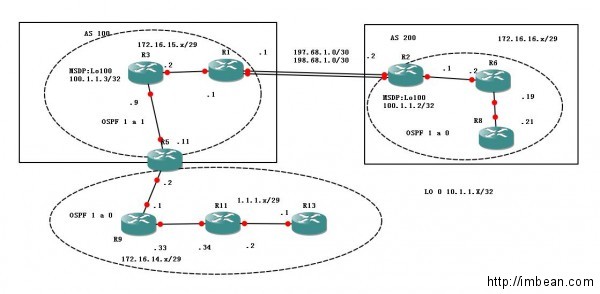 AS 100
172.16.15.x/29
R3
R1
.1
197.68.1.0/30
198.68.1.0/30
AS 200
172.16.16.x/29
.2
R2
R6
MSDP:Lo100
100.1.1.3/32
.2
.1
.1
.2
MSDP:Lo100
100.1.1.2/32
.9
OSPF 1 a 1
.19
R8
.21
OSPF 1 a 0
R5
.11
.2
LO 0 10.1.1.X/32
OSPF 1 a 0
.1
R11
1.1.1.x/29
.1
R13
R9
.33
.34
.2
172.16.14.x/29
http://imbean.com